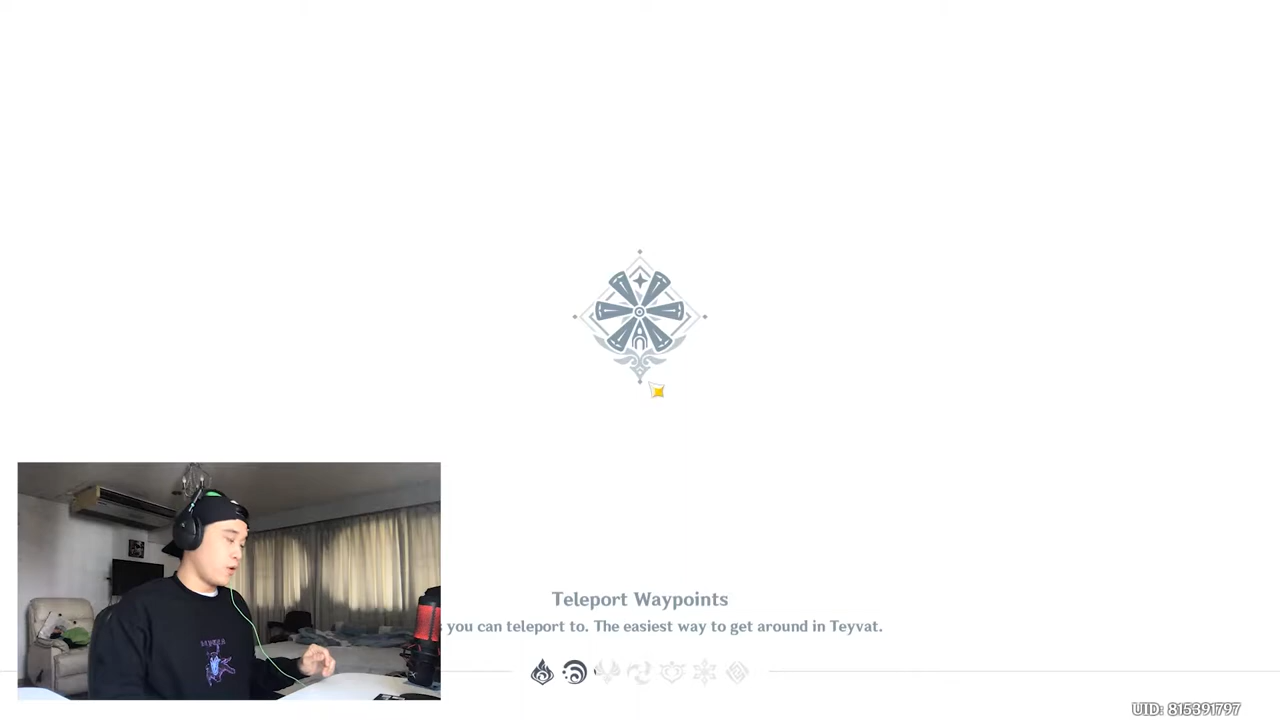 Teleport Waypoints
you can teleport to. The easiest way to get around in Teyvat.
UID: 815391797